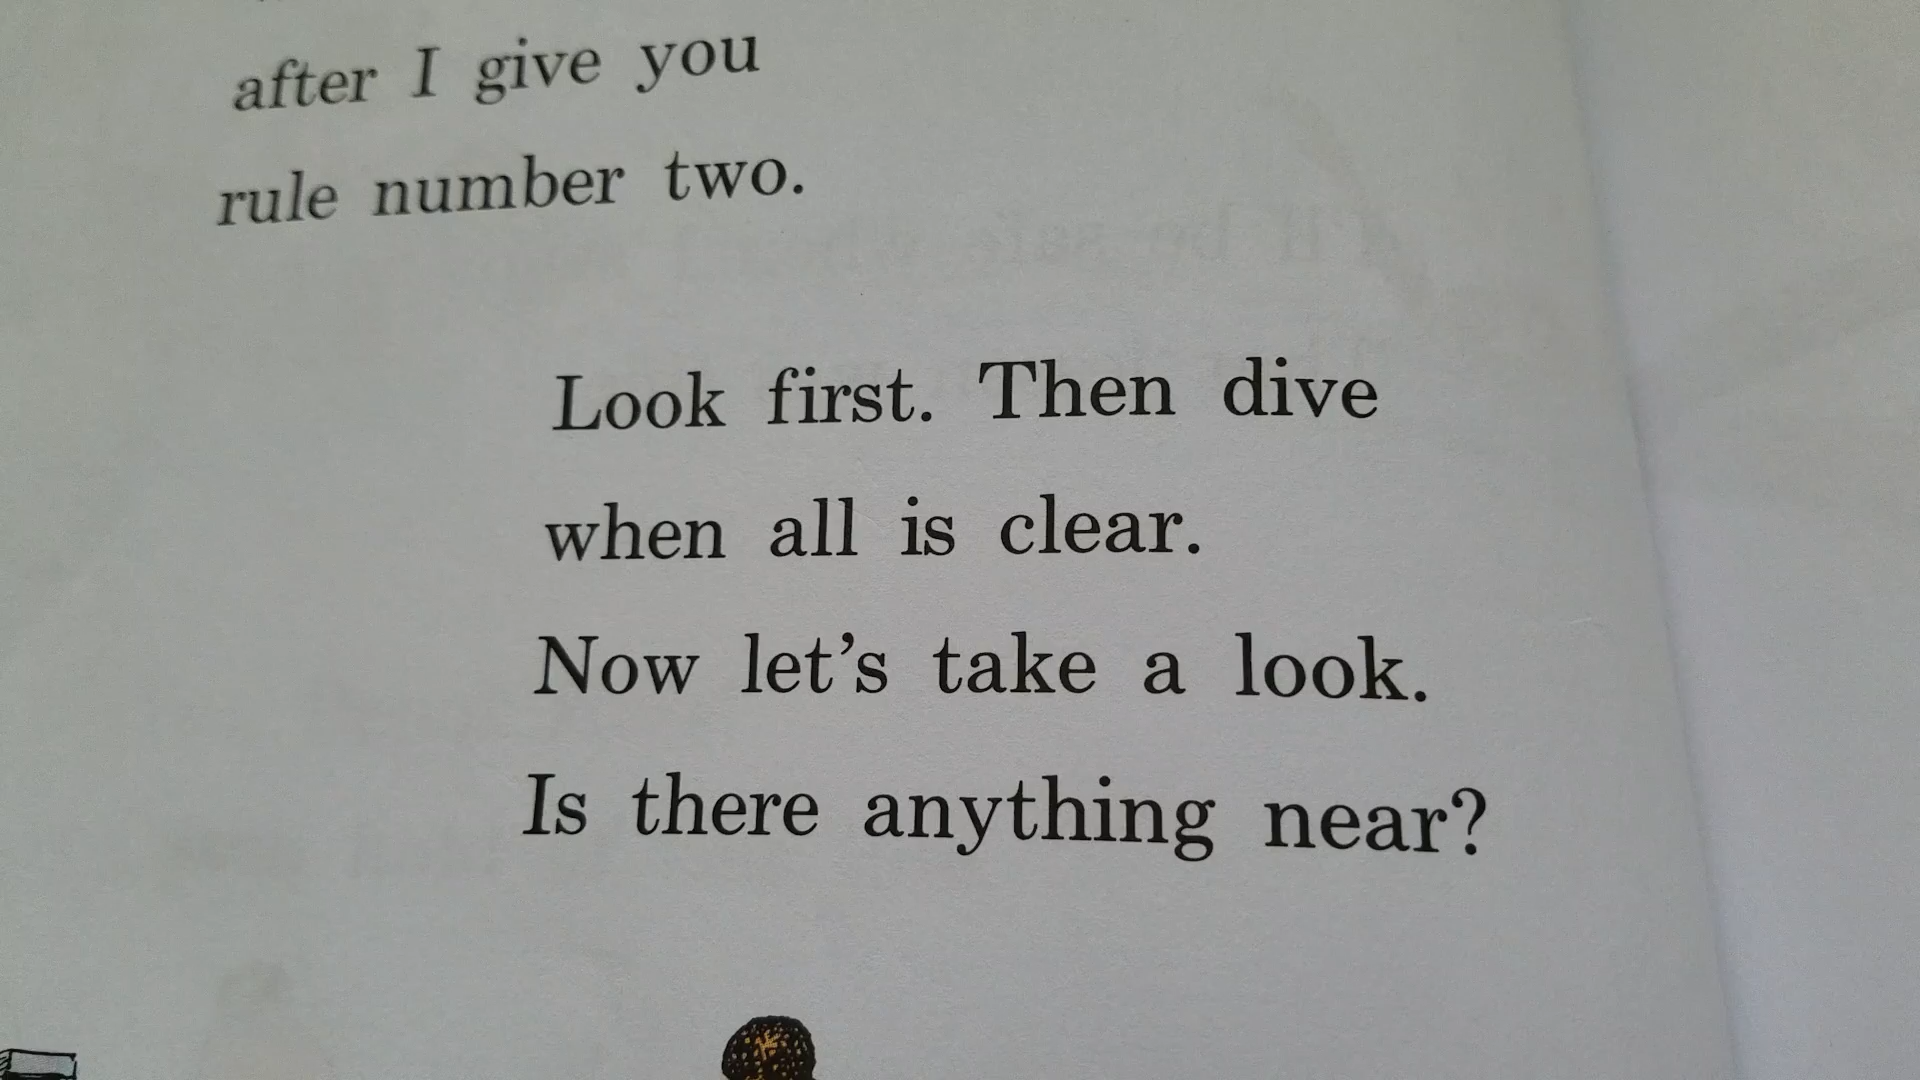 after I give you
rule number two.
Look first. Then dive
when all is clear.
Now let's take a look.
Is there anything near?